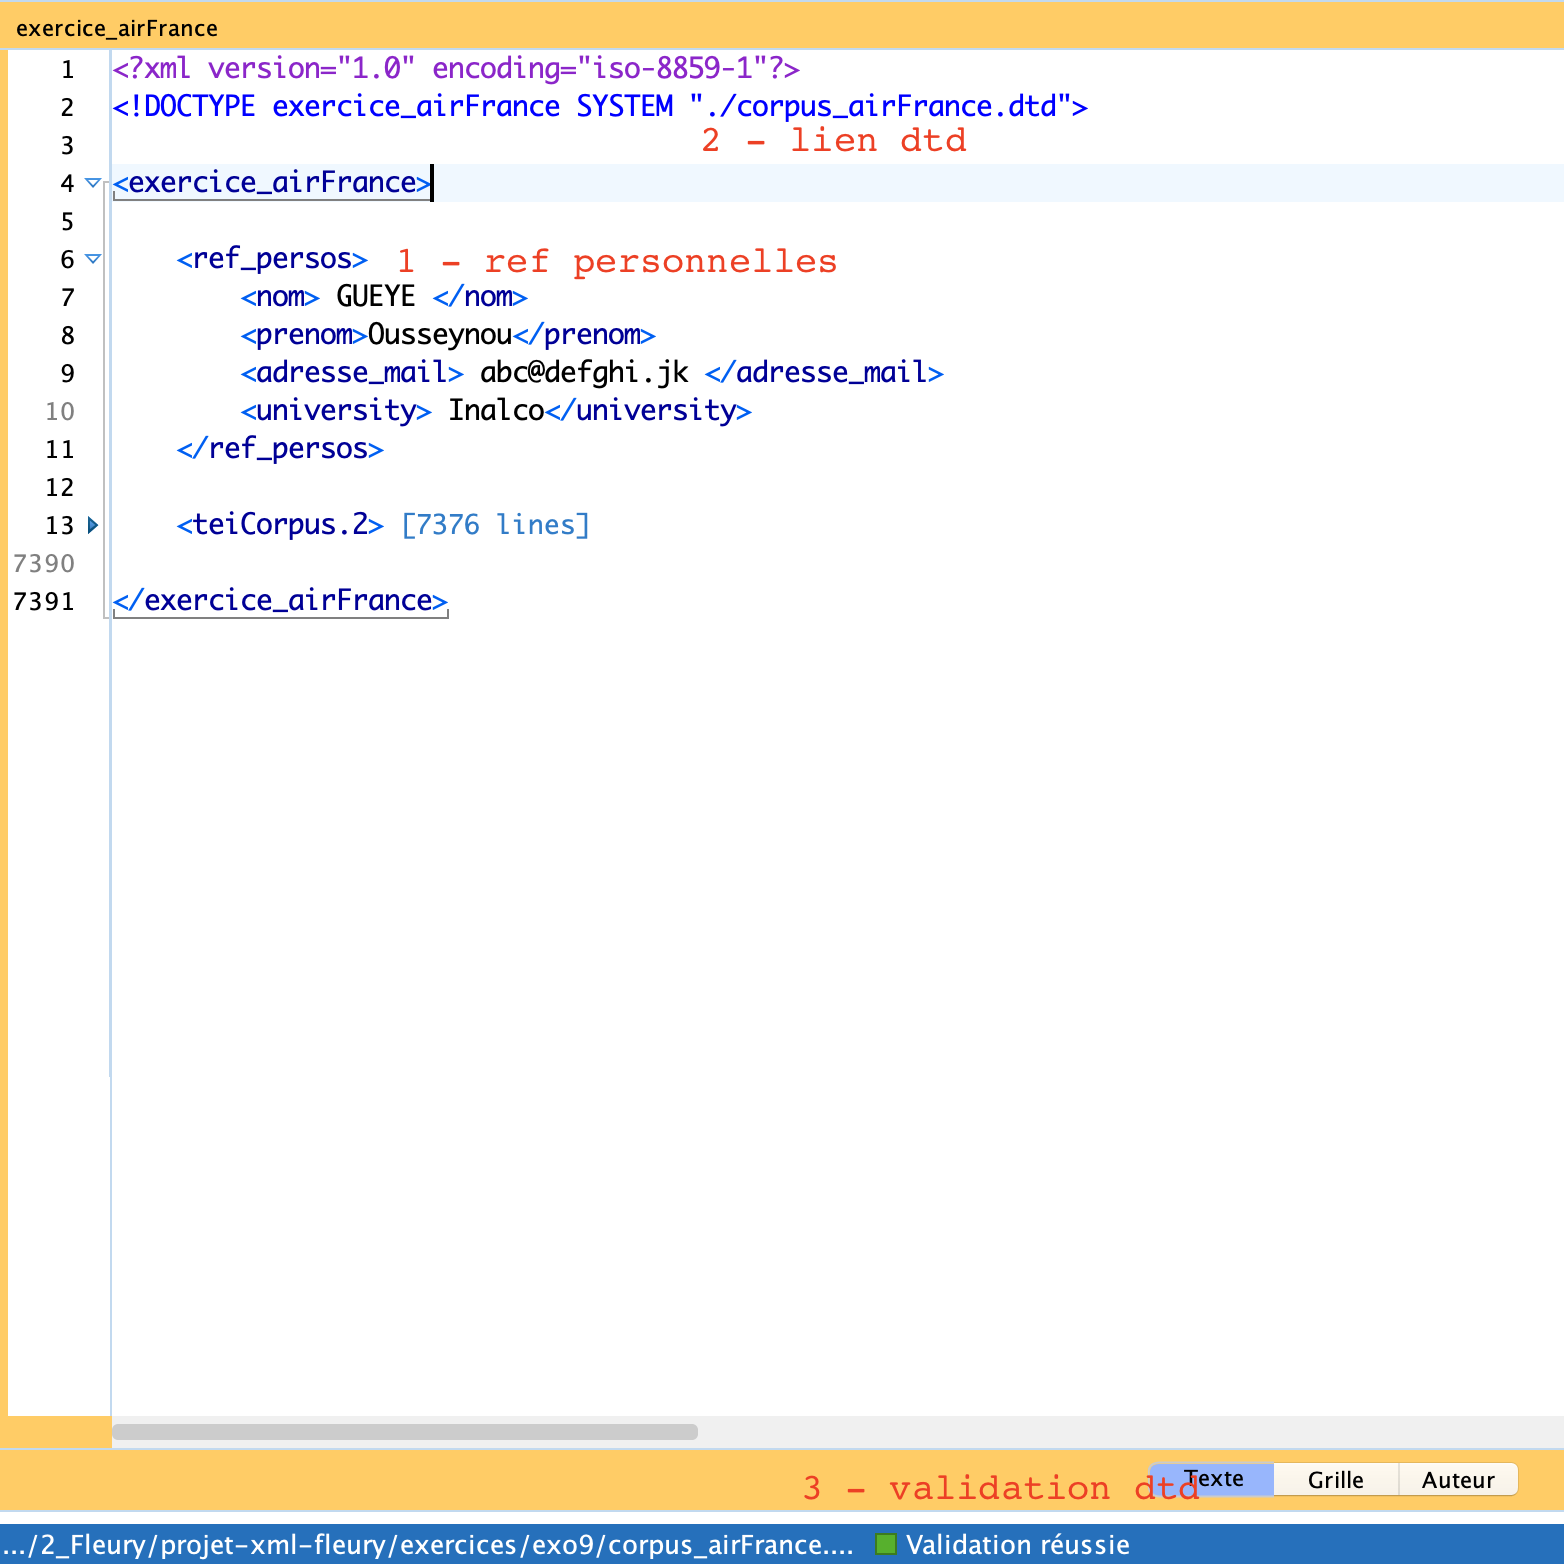 exercice_airFrance
1 <?xml version="1.0" encoding="iso-8859-1"?>
2 <!DOCTYPE exercice_airFrance SYSTEM "./corpus_airFrance.dtd">
3 2 - lien dtd
4 <exercice_airFrance>
5
6 <ref_persos> 1 - ref personnelles
7 <nom> GUEYE </nom>
8 <prenom>Ousseynou</prenom>
9 <adresse_mail> abc@defghi.jk </adresse_mail>
10 <university> Inalco</university>
11 </ref_persos>
12
13 <teiCorpus.2> [7376 lines]
7390
7391 </exercice_airFrance>
3 - validation dtd Texte Grille Auteur
.../2_Fleury/projet-xml-fleury/exercices/exo9/corpus_airFrance.... Validation réussie